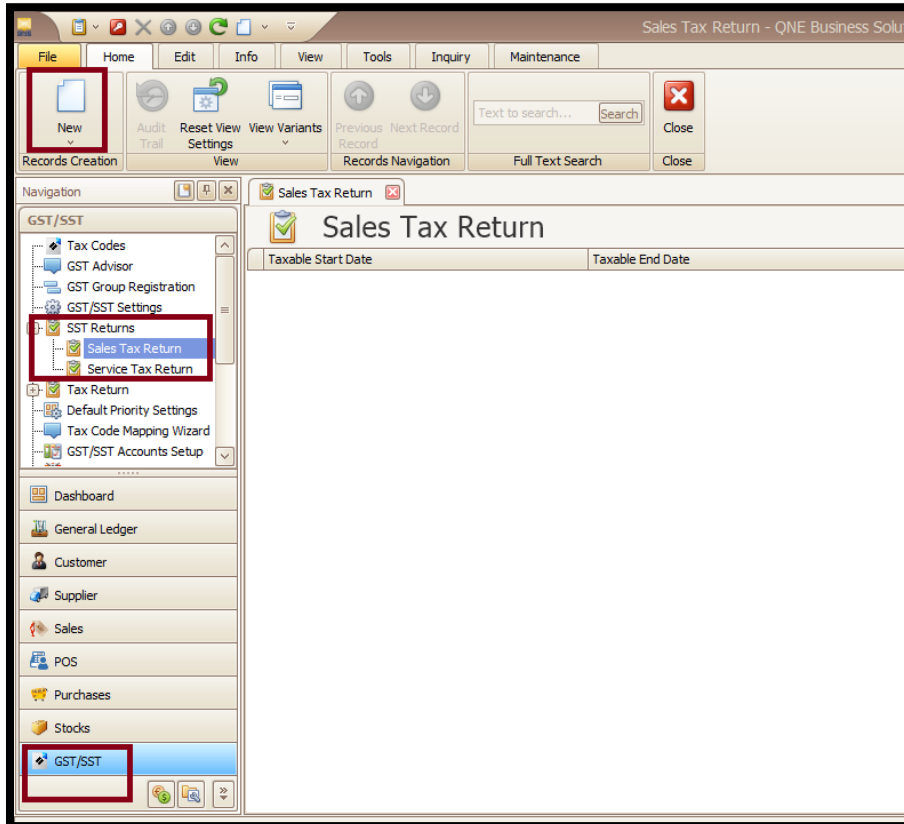 Sales Tax Return - QNE Business Solu
File Home Edit Info View Tools Inquiry Maintenance
New
Audit Trail
Reset View Settings
View Variants
Previous Record
Next Record
Text to search... Search
Close
Records Creation View Records Navigation Full Text Search Close
Navigation
Sales Tax Return
GST/SST
Sales Tax Return
Taxable Start Date Taxable End Date
Tax Codes
GST Advisor
GST Group Registration
GST/SST Settings
SST Returns
Sales Tax Return
Service Tax Return
Tax Return
Default Priority Settings
Tax Code Mapping Wizard
GST/SST Accounts Setup
Dashboard
General Ledger
Customer
Supplier
Sales
POS
Purchases
Stocks
GST/SST